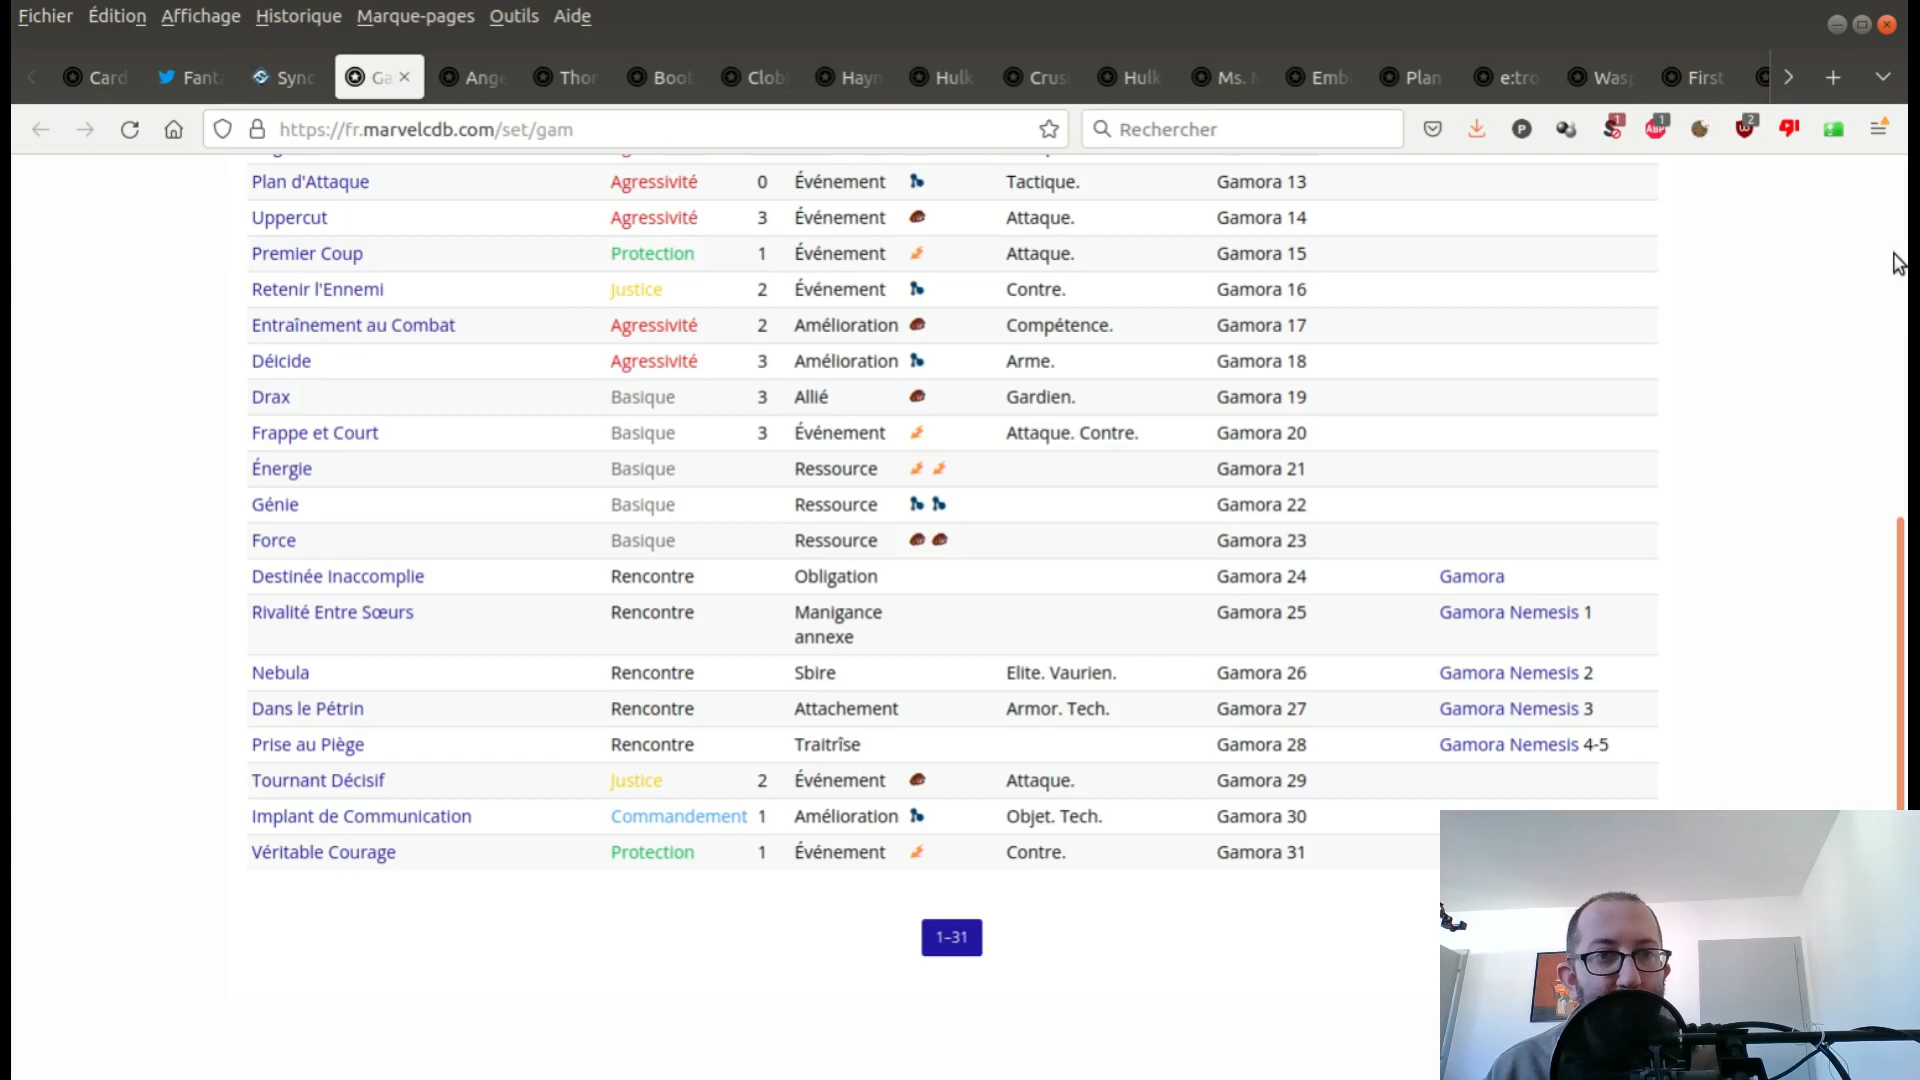 Fichier Édition Affichage Historique Marque-pages Outils Aide
Card Fant Sync Ga Ange Thor Boot Clob Hayn Hulk Crus Hulk Ms. Emb Plan e:tro Wasp First
https://fr.marvelcdb.com/set/gam Rechercher P 1 ABP 1 2
Plan d'Attaque Agressivité 0 Événement Tactique. Gamora 13
Uppercut Agressivité 3 Événement Attaque. Gamora 14
Premier Coup Protection 1 Événement Attaque. Gamora 15
Retenir l'Ennemi Justice 2 Événement Contre. Gamora 16
Entraînement au Combat Agressivité 2 Amélioration Compétence. Gamora 17
Déicide Agressivité 3 Amélioration Arme. Gamora 18
Drax Basique 3 Allié Gardien. Gamora 19
Frappe et Court Basique 3 Événement Attaque. Contre. Gamora 20
Énergie Basique Ressource Gamora 21
Génie Basique Ressource Gamora 22
Force Basique Ressource Gamora 23
Destinée Inaccomplie Rencontre Obligation Gamora 24 Gamora
Rivalité Entre Sœurs Rencontre Manigance Gamora 25 Gamora Nemesis 1
annexe
Nebula Rencontre Sbire Elite. Vaurien. Gamora 26 Gamora Nemesis 2
Dans le Pétrin Rencontre Attachement Armor. Tech. Gamora 27 Gamora Nemesis 3
Prise au Piège Rencontre Traitrîse Gamora 28 Gamora Nemesis 4-5
Tournant Décisif Justice 2 Événement Attaque. Gamora 29
Implant de Communication Commandement 1 Amélioration Objet. Tech. Gamora 30
Véritable Courage Protection 1 Événement Contre. Gamora 31
1–31